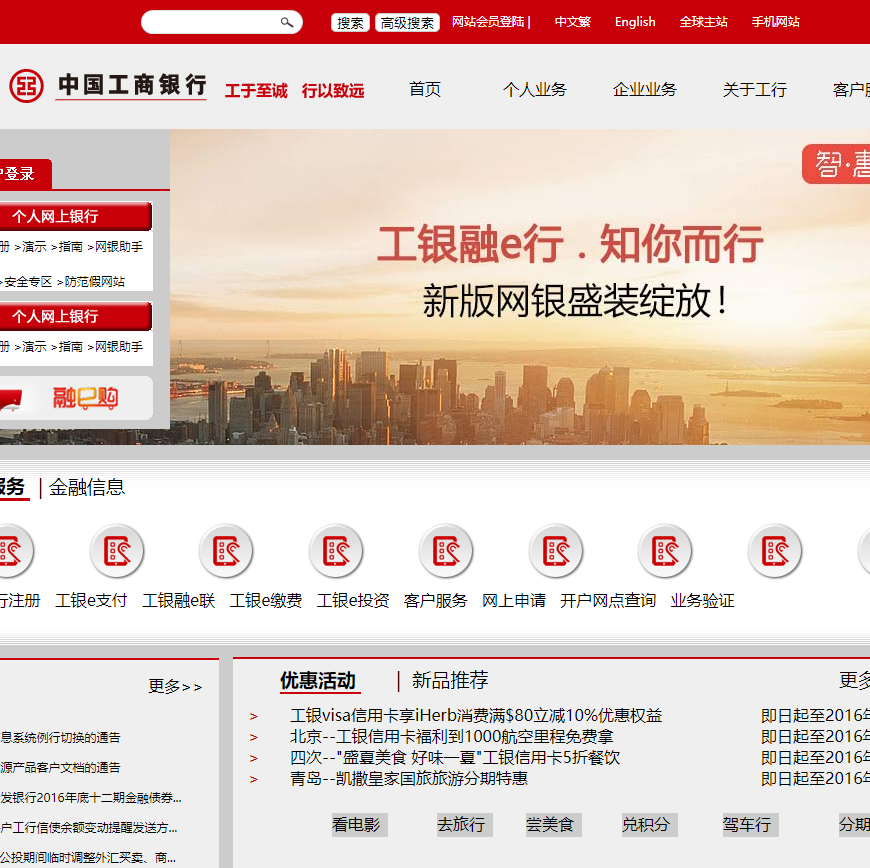 搜索 高级搜索 网站会员登陆 | 中文繁 English 全球主站 手机网站
中国工商银行 工于至诚 行以致远 首页 个人业务 企业业务 关于工行 客户
智·惠
登录
个人网上银行
册 >演示 >指南 >网银助手
>安全专区 >防范假网站
个人网上银行
册 >演示 >指南 >网银助手
融e购
工银融e行．知你而行
新版网银盛装绽放！
服务 | 金融信息
行注册 工银e支付 工银融e联 工银e缴费 工银e投资 客户服务 网上申请 开户网点查询 业务验证
更多>>
息系统例行切换的通告
源产品客户文档的通告
发银行2016年底十二期金融债券...
户工行信使余额变动提醒发送方...
公投期间临时调整外汇买卖、商...
优惠活动 | 新品推荐 更多
> 工银visa信用卡享iHerb消费满$80立减10%优惠权益 即日起至2016年
> 北京--工银信用卡福利到1000航空里程免费拿 即日起至2016年
> 四次--"盛夏美食 好味一夏"工银信用卡5折餐饮 即日起至2016年
> 青岛--凯撒皇家国旅旅游分期特惠 即日起至2016年
看电影 去旅行 尝美食 兑积分 驾车行 分期